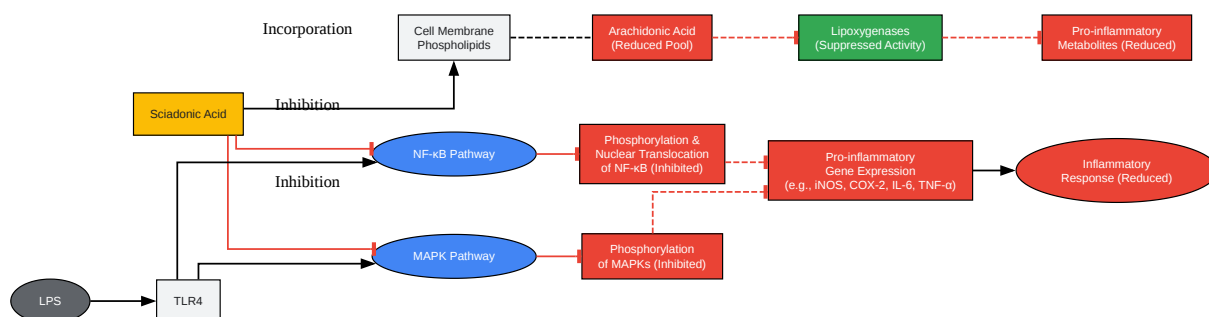 Incorporation
Cell Membrane
Phospholipids
Arachidonic Acid
(Reduced Pool)
Lipoxygenases
(Suppressed Activity)
Pro-inflammatory
Metabolites (Reduced)
Sciadonic Acid
Inhibition
NF-κB Pathway
Phosphorylation &
Nuclear Translocation
of NF-κB (Inhibited)
Pro-inflammatory
Gene Expression
(e.g., iNOS, COX-2, IL-6, TNF-α)
Inflammatory
Response (Reduced)
Inhibition
MAPK Pathway
Phosphorylation
of MAPKs (Inhibited)
LPS
TLR4